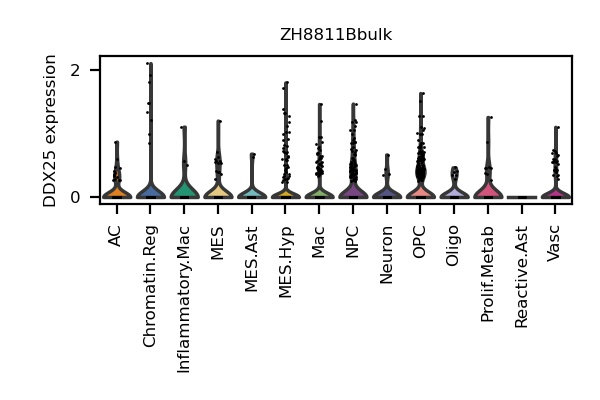 ZH8811Bbulk
DDX25 expression
2
0
AC
Chromatin.Reg
Inflammatory.Mac
MES
MES.Ast
MES.Hyp
Mac
NPC
Neuron
OPC
Oligo
Prolif.Metab
Reactive.Ast
Vasc